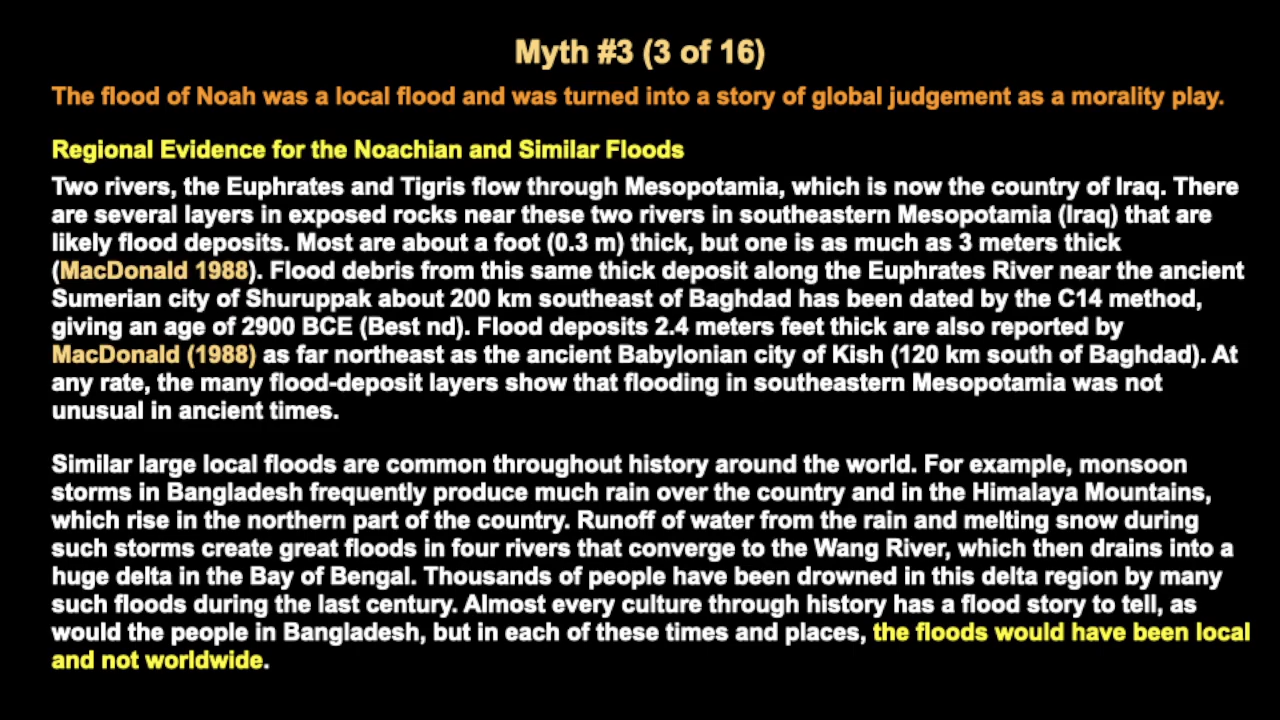 Myth #3 (3 of 16)
The flood of Noah was a local flood and was turned into a story of global judgement as a morality play.
Regional Evidence for the Noachian and Similar Floods
Two rivers, the Euphrates and Tigris flow through Mesopotamia, which is now the country of Iraq. There
are several layers in exposed rocks near these two rivers in southeastern Mesopotamia (Iraq) that are
likely flood deposits. Most are about a foot (0.3 m) thick, but one is as much as 3 meters thick
(MacDonald 1988). Flood debris from this same thick deposit along the Euphrates River near the ancient
Sumerian city of Shuruppak about 200 km southeast of Baghdad has been dated by the C14 method,
giving an age of 2900 BCE (Best nd). Flood deposits 2.4 meters feet thick are also reported by
MacDonald (1988) as far northeast as the ancient Babylonian city of Kish (120 km south of Baghdad). At
any rate, the many flood-deposit layers show that flooding in southeastern Mesopotamia was not
unusual in ancient times.
Similar large local floods are common throughout history around the world. For example, monsoon
storms in Bangladesh frequently produce much rain over the country and in the Himalaya Mountains,
which rise in the northern part of the country. Runoff of water from the rain and melting snow during
such storms create great floods in four rivers that converge to the Wang River, which then drains into a
huge delta in the Bay of Bengal. Thousands of people have been drowned in this delta region by many
such floods during the last century. Almost every culture through history has a flood story to tell, as
would the people in Bangladesh, but in each of these times and places, the floods would have been local
and not worldwide.